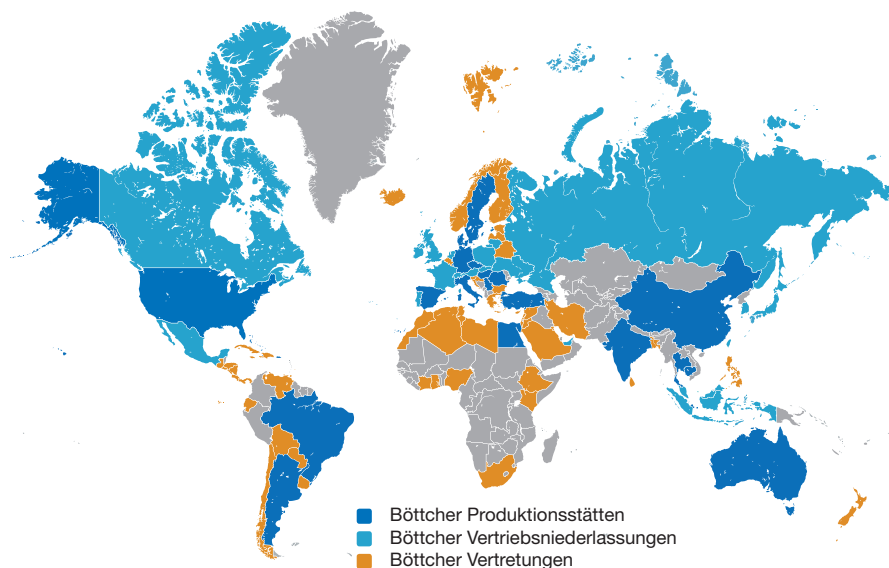 Böttcher Produktionsstätten
Böttcher Vertriebsniederlassungen
Böttcher Vertretungen